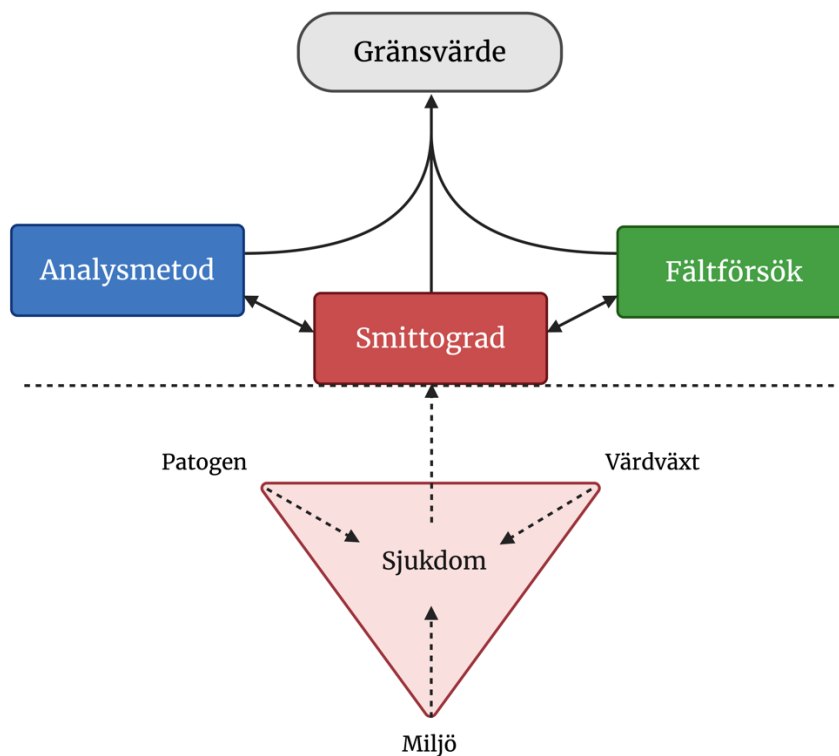 Gränsvärde
Analysmetod
Fältförsök
Smittograd
Patogen
Värdväxt
Sjukdom
Miljö